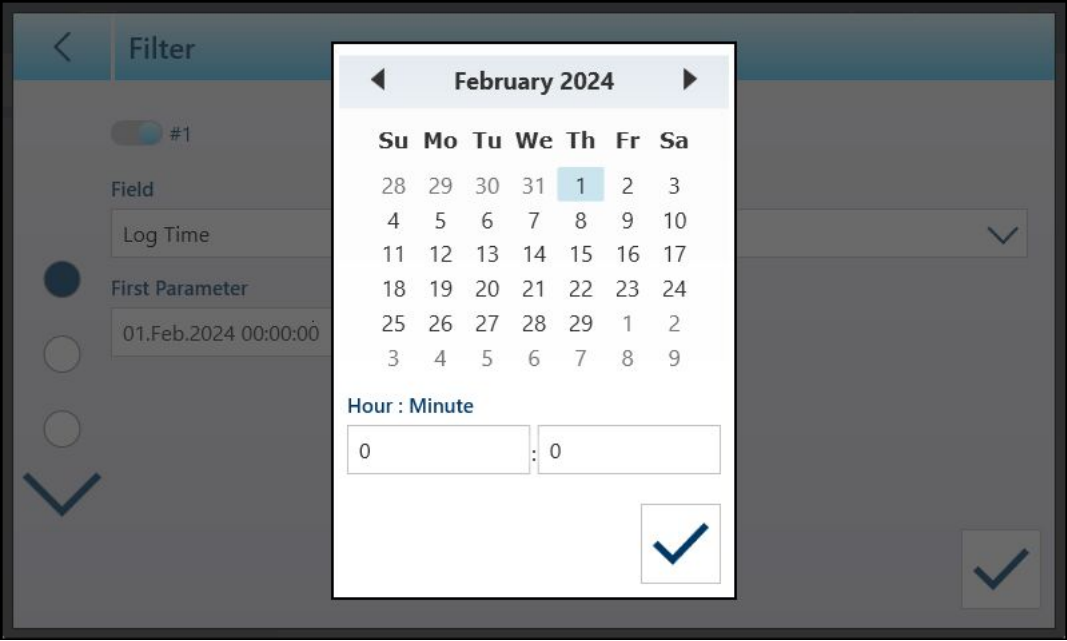 Filter
#1
Field
Log Time
First Parameter
01.Feb.2024 00:00:00
February 2024
Su Mo Tu We Th Fr Sa
28 29 30 31 1 2 3
4 5 6 7 8 9 10
11 12 13 14 15 16 17
18 19 20 21 22 23 24
25 26 27 28 29 1 2
3 4 5 6 7 8 9
Hour : Minute
0 : 0